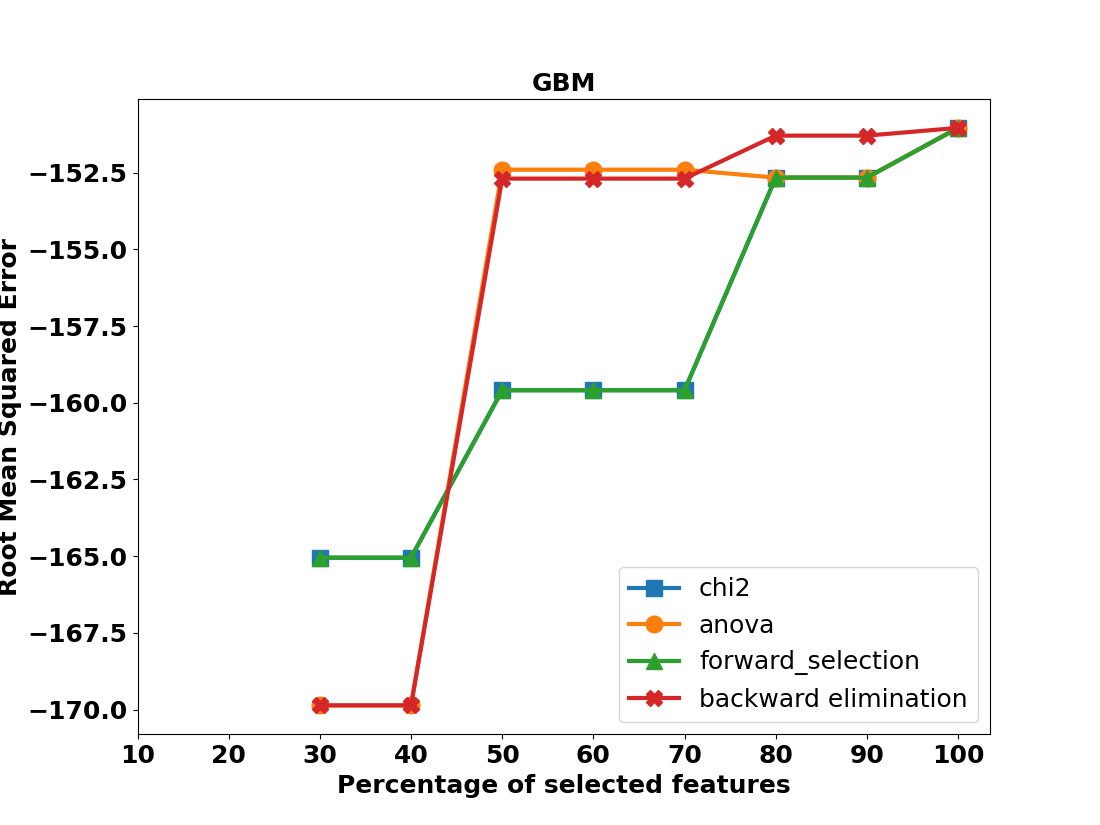 GBM
Root Mean Squared Error
−152.5
−155.0
−157.5
−160.0
−162.5
−165.0
−167.5
−170.0
chi2
anova
forward_selection
backward elimination
10 20 30 40 50 60 70 80 90 100
Percentage of selected features